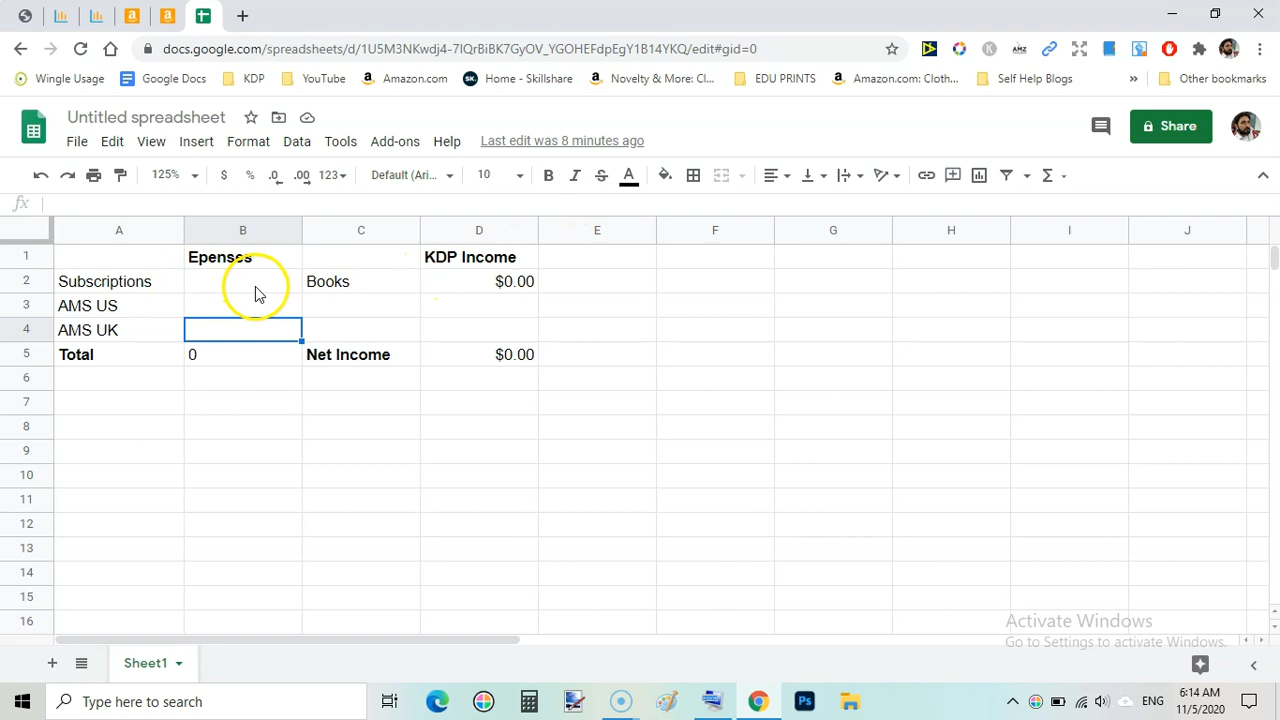 docs.google.com/spreadsheets/d/1U5M3NKwdj4-7IQrBiBK7GyOV_YGOHEFdpEgY1B14YKQ/edit#gid=0
Wingle Usage Google Docs KDP YouTube Amazon.com Home - Skillshare Novelty & More: Cl... EDU PRINTS Amazon.com: Cloth... Self Help Blogs » Other bookmarks
Untitled spreadsheet
File Edit View Insert Format Data Tools Add-ons Help Last edit was 8 minutes ago
Share
125% $ % .0 .00 123 Default (Ari... 10 B I S A Σ
fx
A B C D E F G H I J
1 Epenses KDP Income
2 Subscriptions Books $0.00
3 AMS US
4 AMS UK
5 Total 0 Net Income $0.00
6
7
8
9
10
11
12
13
14
15
16
Activate Windows
Go to Settings to activate Windows.
+ Sheet1
Type here to search
Ps
ENG
6:14 AM
11/5/2020